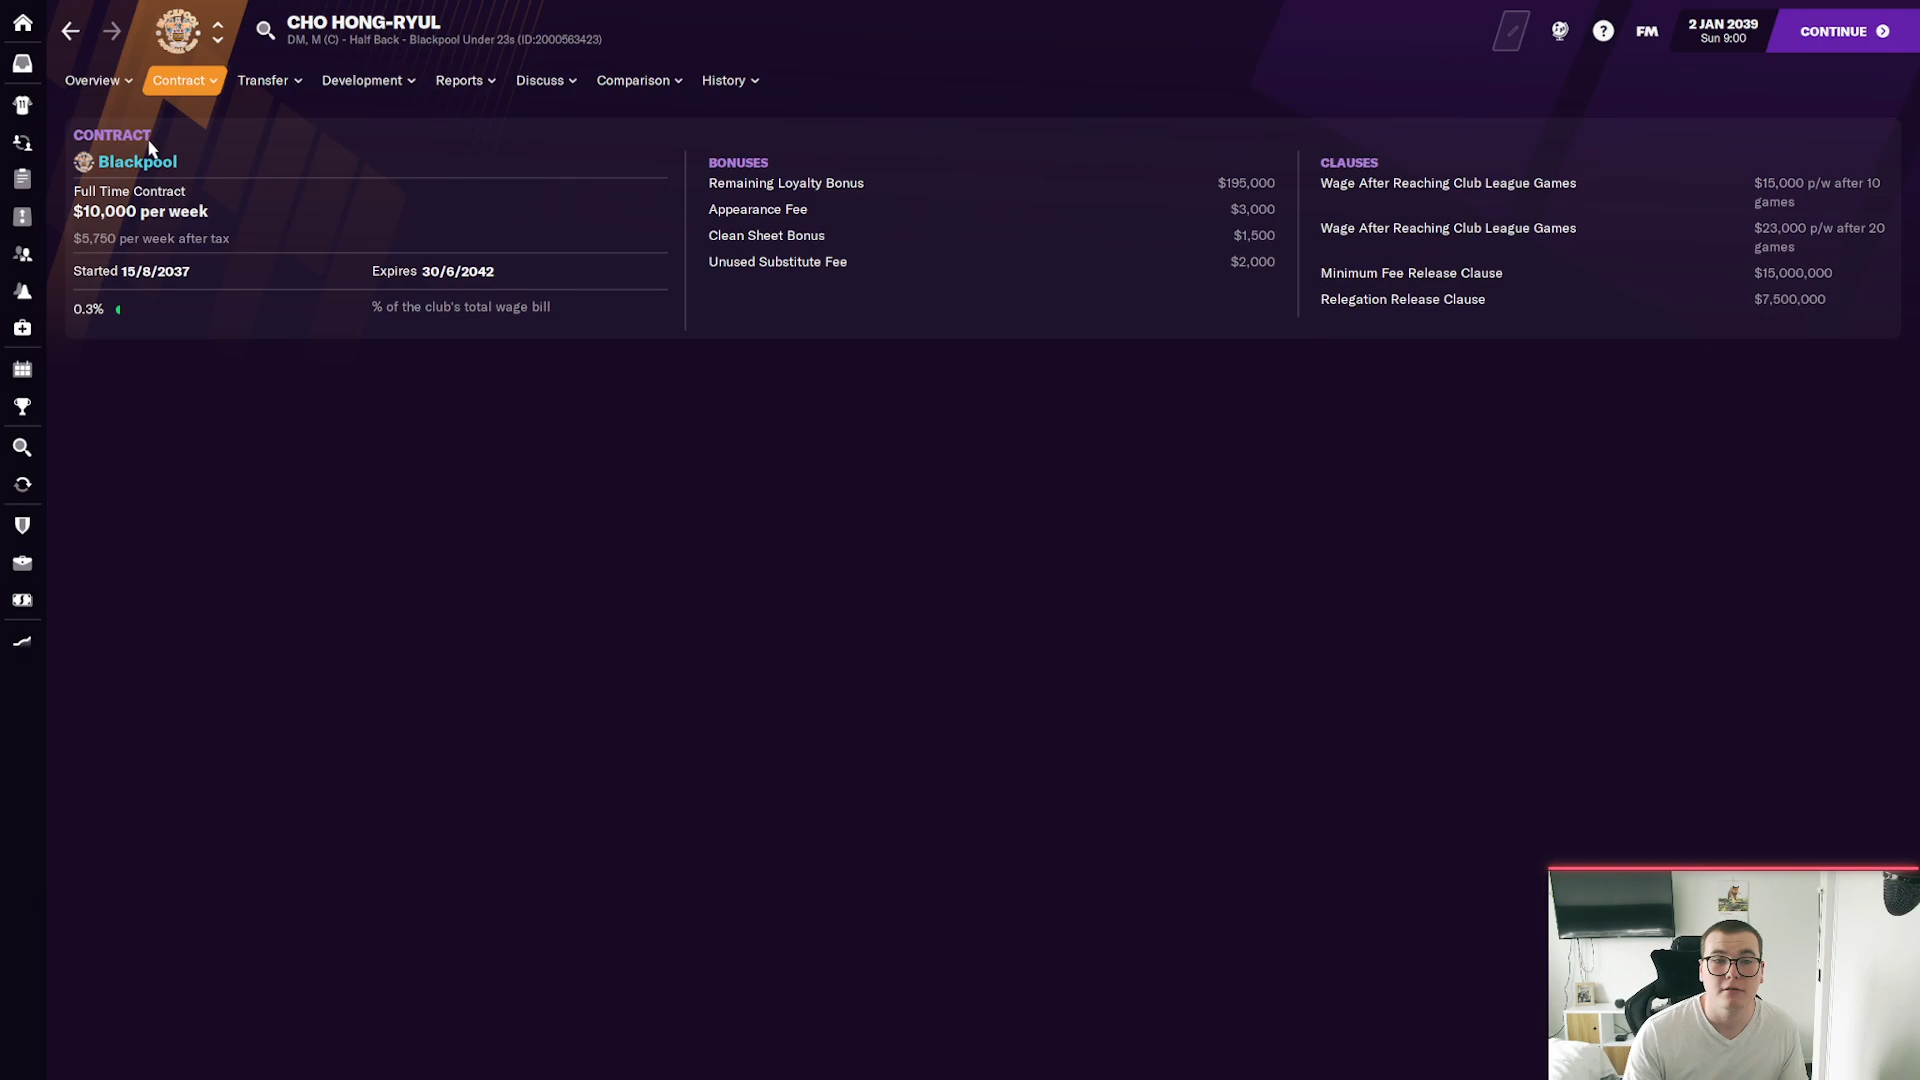 CHO HONG-RYUL
DM, M (C) - Half Back - Blackpool Under 23s (ID:2000563423)
FM
2 JAN 2039
Sun 9:00
CONTINUE
Overview
Contract
Transfer
Development
Reports
Discuss
Comparison
History
CONTRACT
Blackpool
Full Time Contract
$10,000 per week
$5,750 per week after tax
Started 15/8/2037
Expires 30/6/2042
0.3%
% of the club's total wage bill
BONUSES
Remaining Loyalty Bonus $195,000
Appearance Fee $3,000
Clean Sheet Bonus $1,500
Unused Substitute Fee $2,000
CLAUSES
Wage After Reaching Club League Games $15,000 p/w after 10
games
Wage After Reaching Club League Games $23,000 p/w after 20
games
Minimum Fee Release Clause $15,000,000
Relegation Release Clause $7,500,000